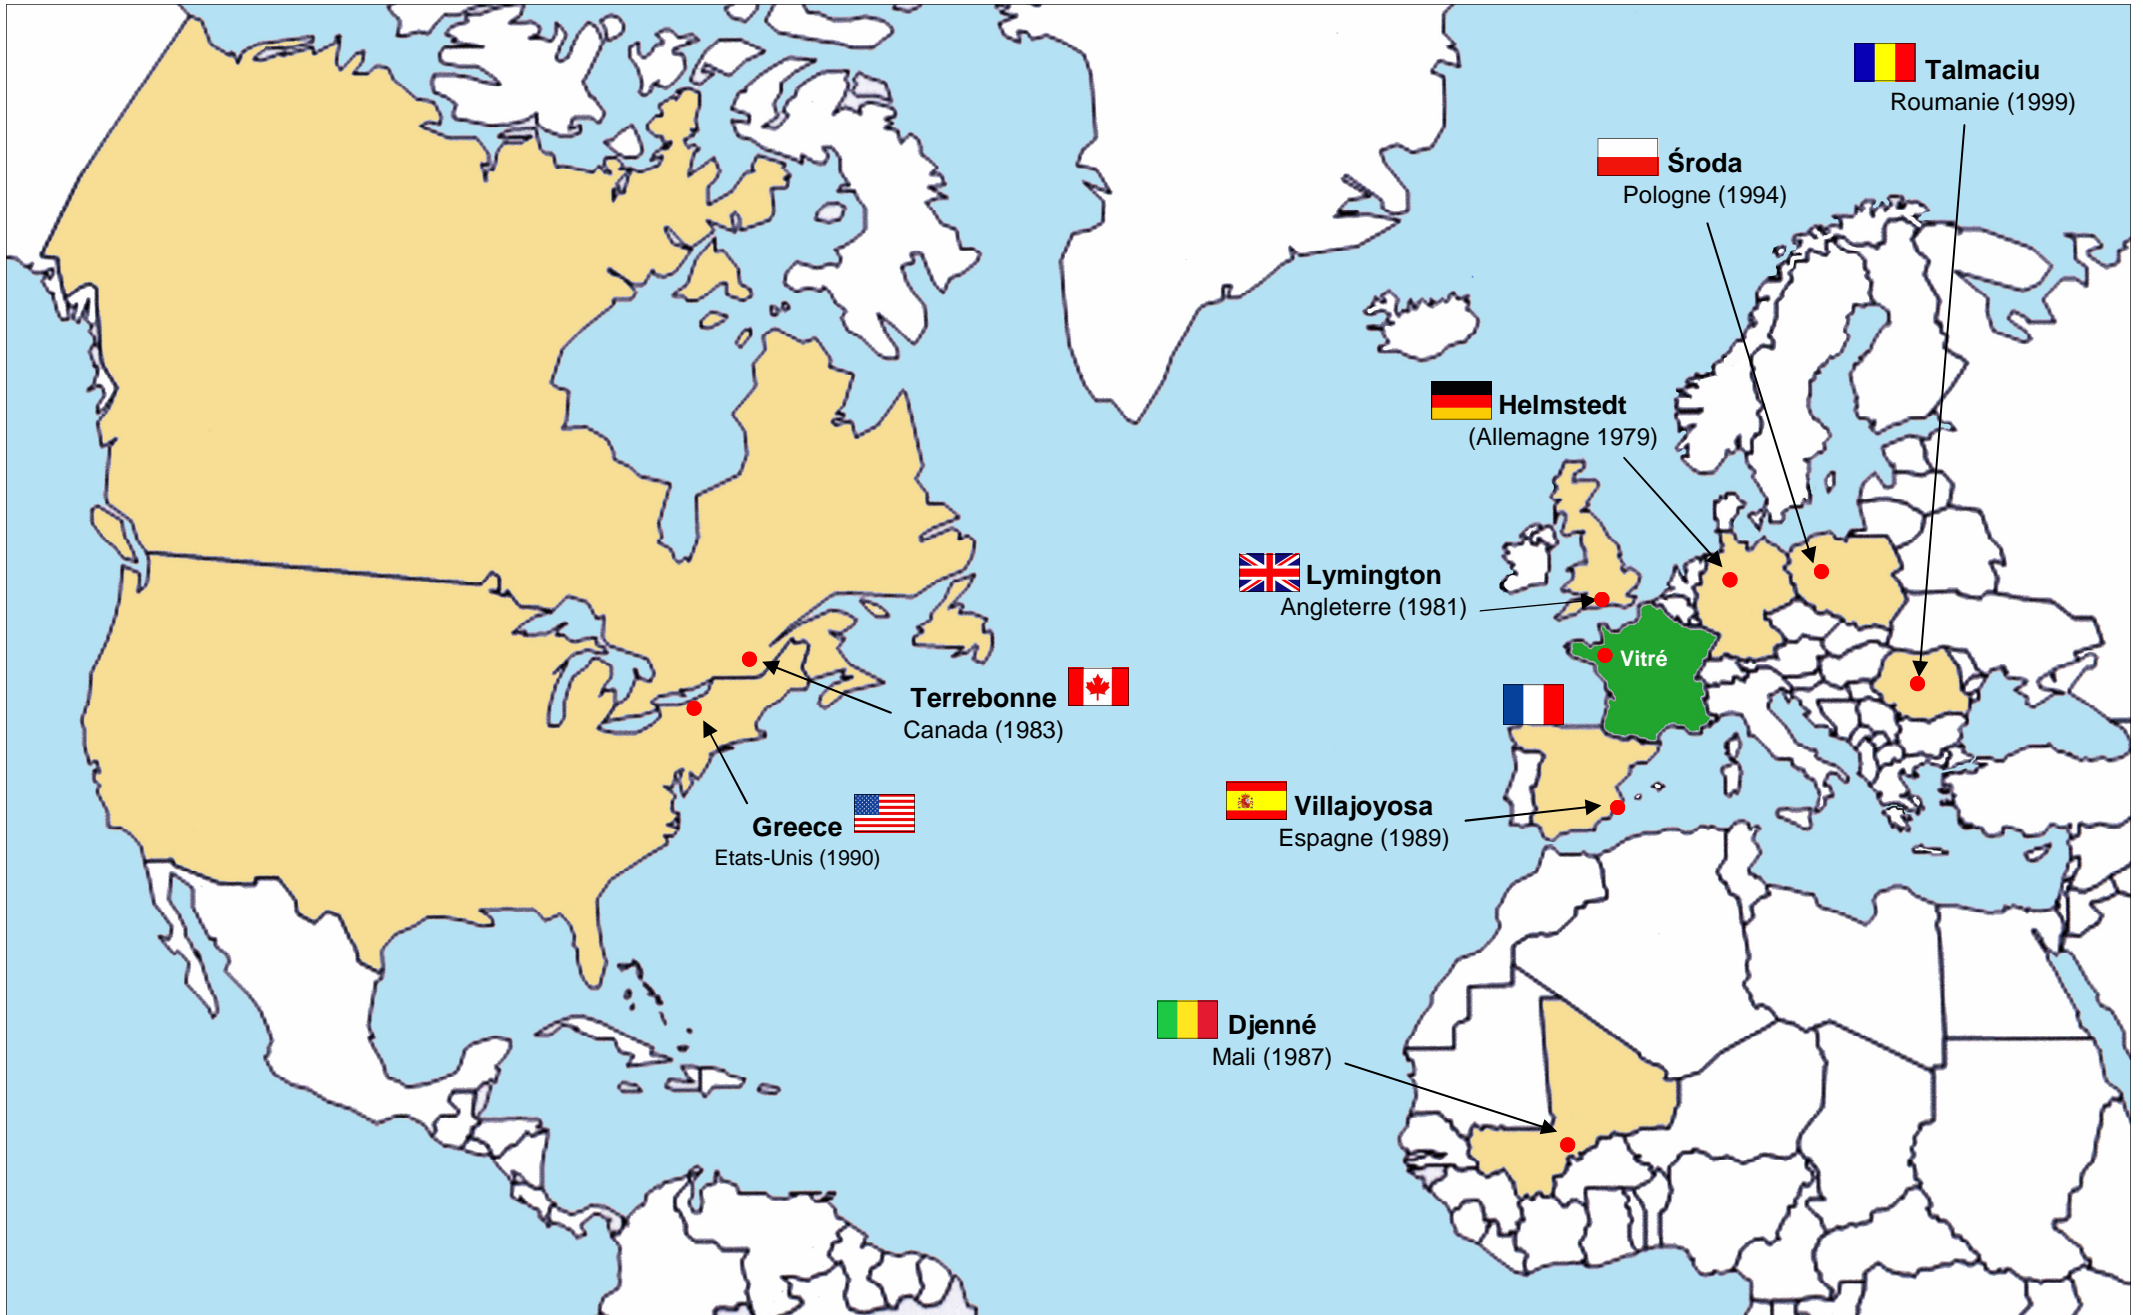 Talmaciu
Roumanie (1999)
Środa
Pologne (1994)
Helmstedt
(Allemagne 1979)
Lymington
Angleterre (1981)
Vitré
Terrebonne
Canada (1983)
Greece
Etats-Unis (1990)
Villajoyosa
Espagne (1989)
Djenné
Mali (1987)